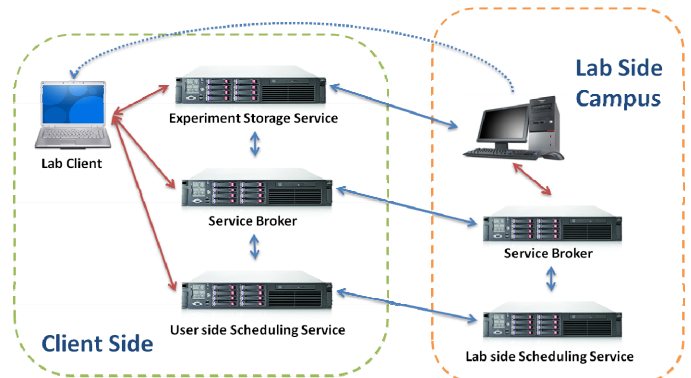 Lab Side
Campus
Experiment Storage Service
Lab Client
Service Broker
Service Broker
User side Scheduling Service
Client Side
Lab side Scheduling Service